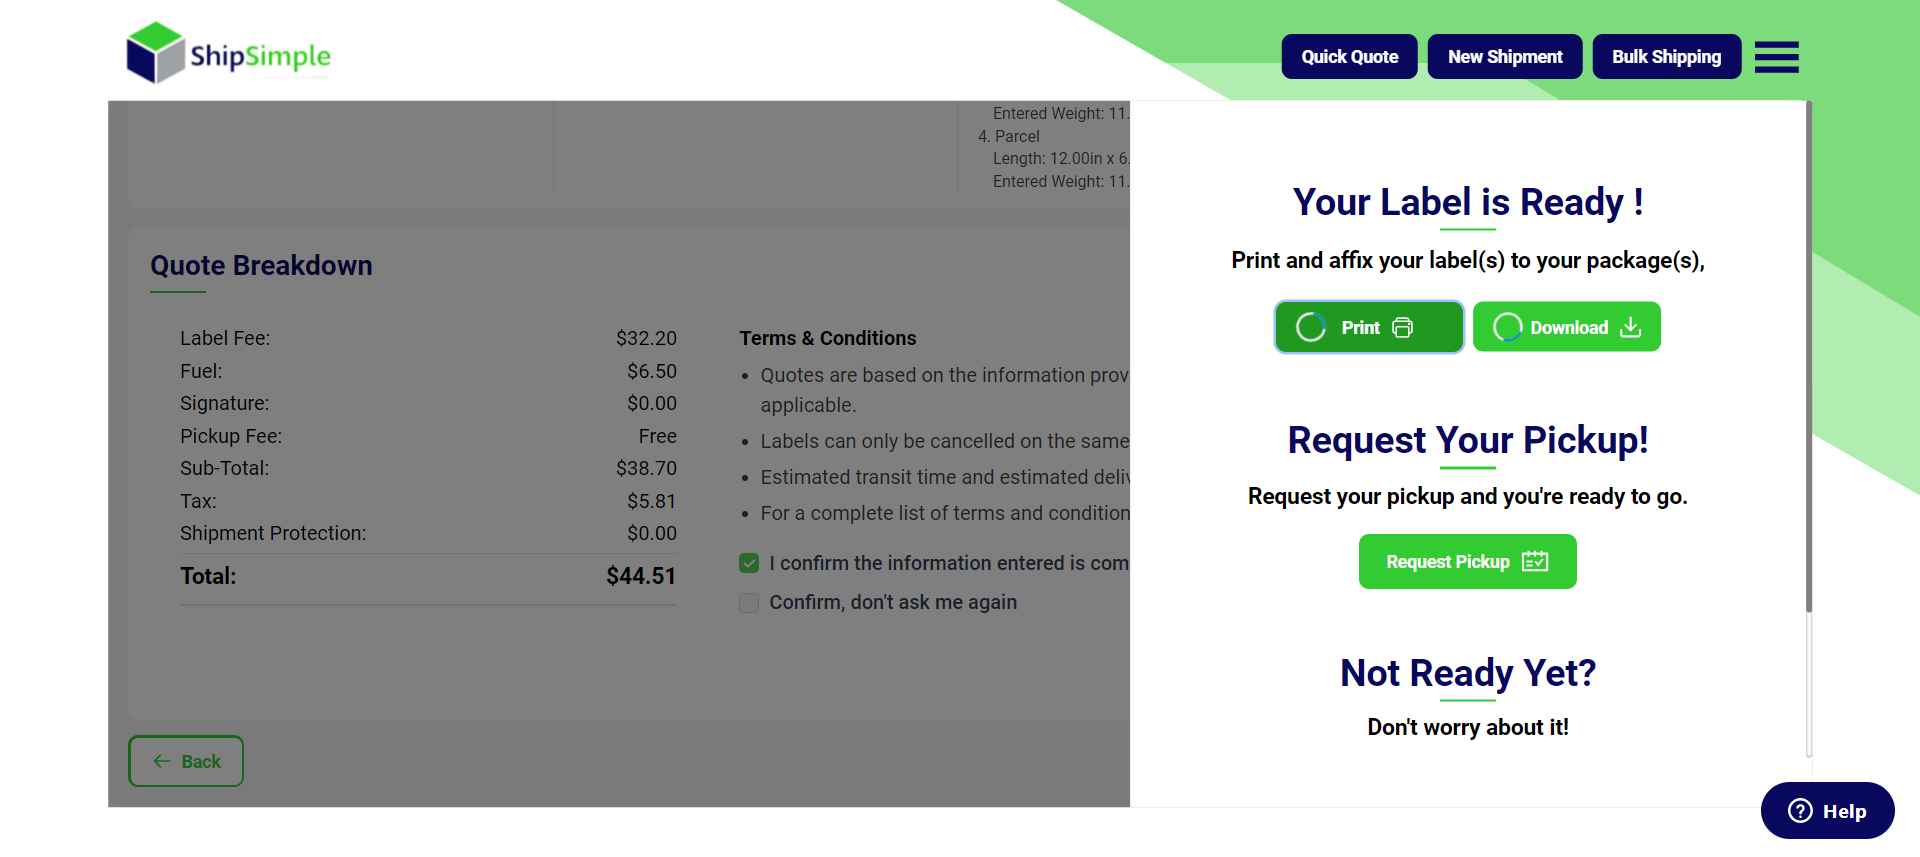 ShipSimple
Quick Quote
New Shipment
Bulk Shipping
Entered Weight: 11.
4. Parcel
Length: 12.00in x 6.
Entered Weight: 11.
Quote Breakdown
Label Fee: $32.20
Fuel: $6.50
Signature: $0.00
Pickup Fee: Free
Sub-Total: $38.70
Tax: $5.81
Shipment Protection: $0.00
Total: $44.51
Terms & Conditions
• Quotes are based on the information prov
applicable.
• Labels can only be cancelled on the same
• Estimated transit time and estimated deliv
• For a complete list of terms and condition
I confirm the information entered is com
Confirm, don't ask me again
Back
Your Label is Ready !
Print and affix your label(s) to your package(s),
Print
Download
Request Your Pickup!
Request your pickup and you're ready to go.
Request Pickup
Not Ready Yet?
Don't worry about it!
Help